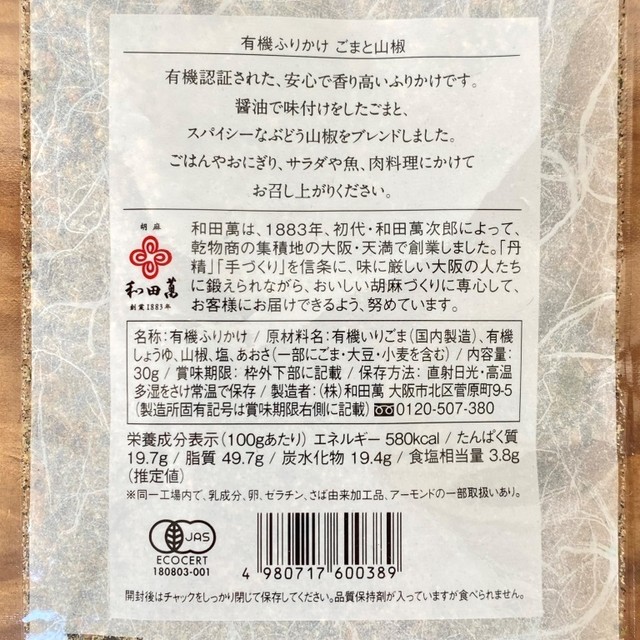 有機ふりかけ ごまと山椒
有機認証された、安心で香り高いふりかけです。
醤油で味付けをしたごまと、
スパイシーなぶどう山椒をブレンドしました。
ごはんやおにぎり、サラダや魚、肉料理にかけて
お召し上がりください。
胡麻
和田萬
創業1883年
和田萬は、1883年、初代・和田萬次郎によって、
乾物商の集積地の大阪・天満で創業しました。「丹
精」「手づくり」を信条に、味に厳しい大阪の人たち
に鍛えられながら、おいしい胡麻づくりに専心して、
お客様にお届けできるよう、努めています。
名称：有機ふりかけ / 原材料名：有機いりごま（国内製造）、有機
しょうゆ、山椒、塩、あおさ（一部にごま・大豆・小麦を含む） / 内容量：
30g / 賞味期限：枠外下部に記載 / 保存方法：直射日光・高温
多湿をさけ常温で保存 / 製造者：（株）和田萬 大阪市北区菅原町9-5
（製造所固有記号は賞味期限右側に記載） 0120-507-380
栄養成分表示（100gあたり） エネルギー 580kcal / たんぱく質
19.7g / 脂質 49.7g / 炭水化物 19.4g / 食塩相当量 3.8g
（推定値）
※同一工場内で、乳成分、卵、ゼラチン、さば由来加工品、アーモンドの一部取扱いあり。
JAS
ECOCERT
180803-001
4 980717 600389
開封後はチャックをしっかり閉じて保存してください。品質保持剤が入っていますが食べられません。